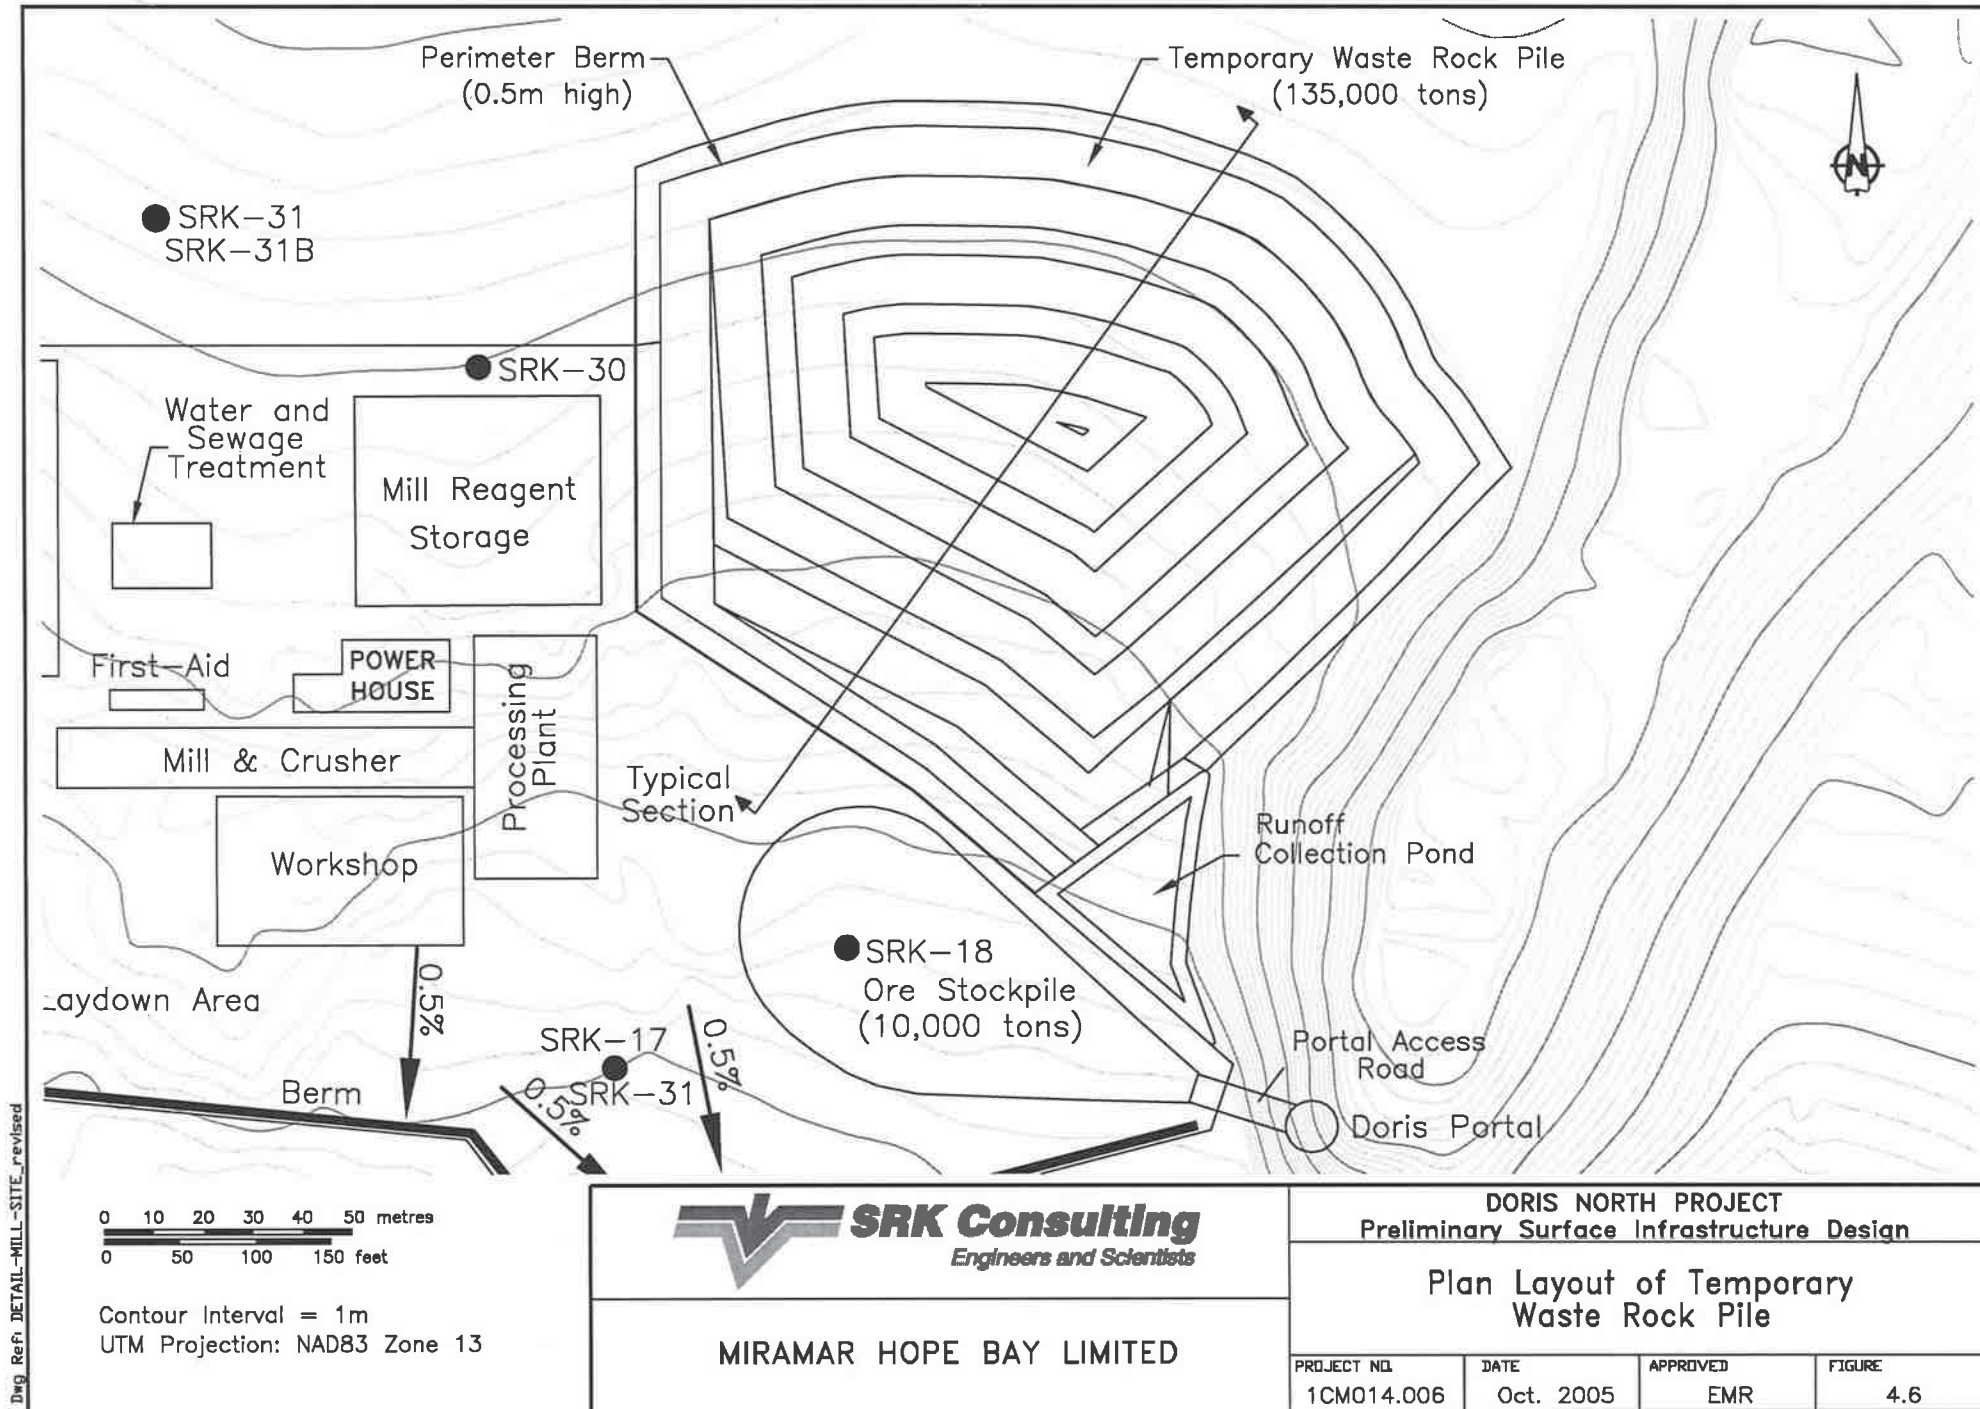 Perimeter Berm
(0.5m high)
Temporary Waste Rock Pile
(135,000 tons)
N
SRK-31
SRK-31B
SRK-30
Water and
Sewage
Treatment
Mill Reagent
Storage
First-Aid
POWER
HOUSE
Processing
Plant
Mill & Crusher
Typical
Section
Workshop
Runoff
Collection Pond
SRK-18
Ore Stockpile
(10,000 tons)
0.5%
Laydown Area
SRK-17
SRK-31
0.5%
0.5%
Portal Access
Road
Berm
Doris Portal
Dwg Ref: DETAIL-MILL-SITE_revised
0 10 20 30 40 50 metres
0 50 100 150 feet
Contour Interval = 1m
UTM Projection: NAD83 Zone 13
SRK Consulting
Engineers and Scientists
MIRAMAR HOPE BAY LIMITED
DORIS NORTH PROJECT
Preliminary Surface Infrastructure Design
Plan Layout of Temporary
Waste Rock Pile
PROJECT NO. DATE APPROVED FIGURE
1CM014.006 Oct. 2005 EMR 4.6